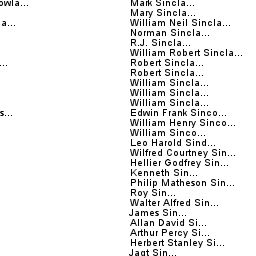 owla...
Mark Sincla...
Mary Sincla...
a...
William Neil Sincla...
Norman Sincla...
R.J. Sincla...
William Robert Sincla...
...
Robert Sincla...
Robert Sincla...
William Sincla...
William Sincla...
William Sincla...
s...
Edwin Frank Sinco...
William Henry Sinco...
William Sinco...
Leo Harold Sind...
Wilfred Courtney Sin...
Hellier Godfrey Sin...
Kenneth Sin...
Philip Matheson Sin...
Roy Sin...
Walter Alfred Sin...
James Sin...
Allan David Si...
Arthur Percy Si...
Herbert Stanley Si...
Jagt Sin...